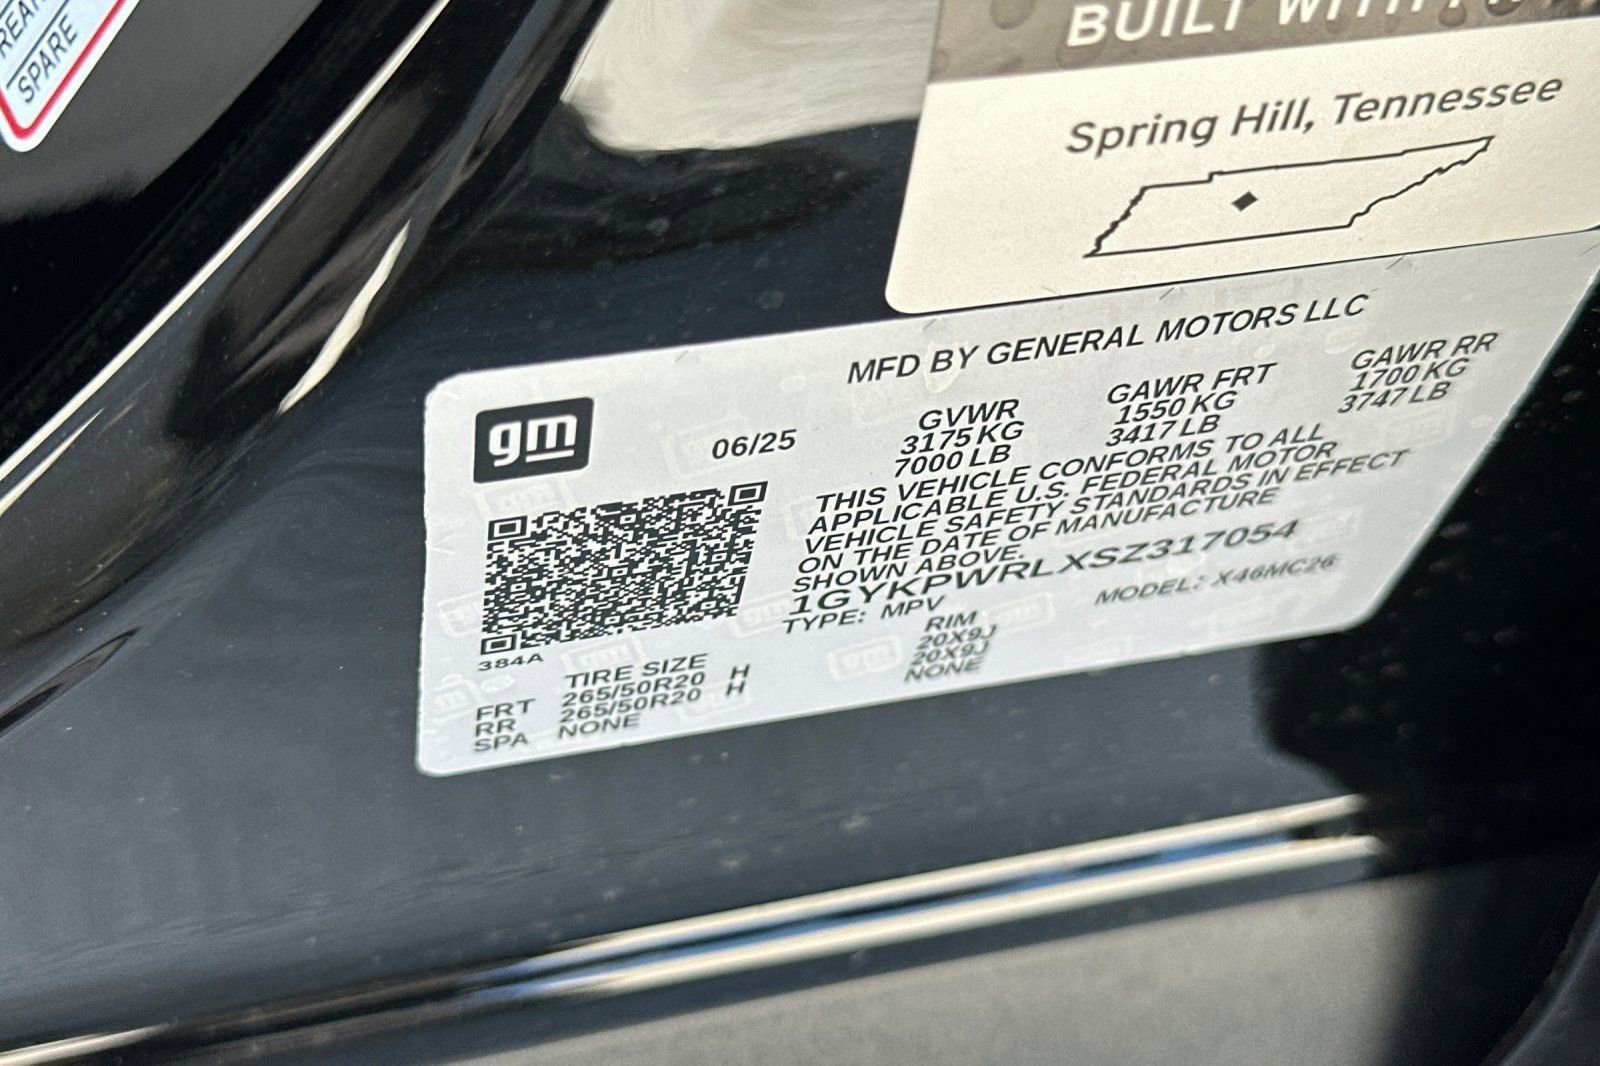 REAR
SPARE
BUILT WITH
Spring Hill, Tennessee
MFD BY GENERAL MOTORS LLC
gm
06/25
GVWR
3175 KG
7000 LB
GAWR FRT
1550 KG
3417 LB
GAWR RR
1700 KG
3747 LB
THIS VEHICLE CONFORMS TO ALL
APPLICABLE U.S. FEDERAL MOTOR
VEHICLE SAFETY STANDARDS IN EFFECT
ON THE DATE OF MANUFACTURE
SHOWN ABOVE.
1GYKPWRLXSZ317054
TYPE: MPV
MODEL: X46MC26
384A
TIRE SIZE RIM
FRT 265/50R20 H 20X9J
RR 265/50R20 H 20X9J
SPA NONE NONE